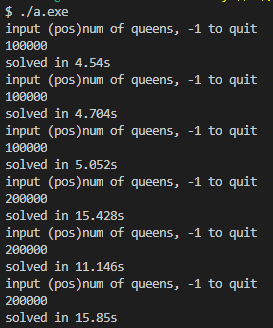 $ ./a.exe
input (pos)num of queens, -1 to quit
100000
solved in 4.54s
input (pos)num of queens, -1 to quit
100000
solved in 4.704s
input (pos)num of queens, -1 to quit
100000
solved in 5.052s
input (pos)num of queens, -1 to quit
200000
solved in 15.428s
input (pos)num of queens, -1 to quit
200000
solved in 11.146s
input (pos)num of queens, -1 to quit
200000
solved in 15.85s